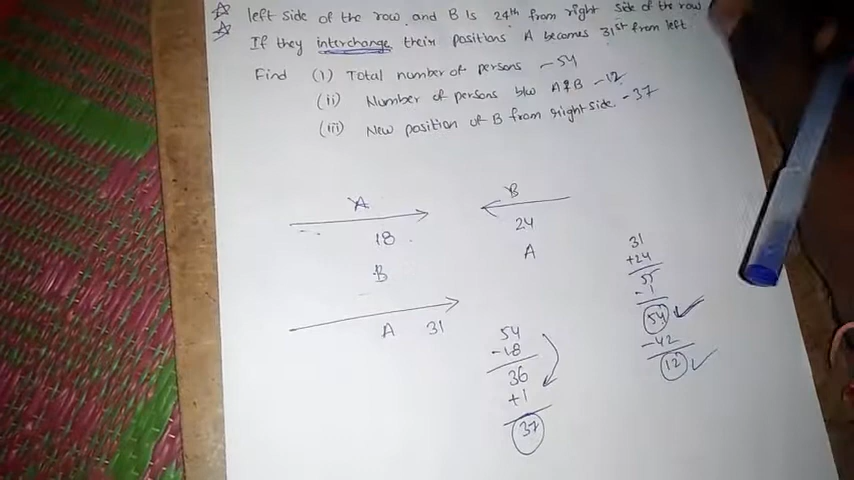 left side of the row and B is 24th from right side of the row
If they interchange their positions A becomes 31st from left
Find (i) Total number of persons - 54
(ii) Number of persons b/w A & B - 12
(iii) New position of B from right side. - 37
A
B
18
24
B
A
A 31
31
+24
55
- 1
54
-42
12
54
-18
36
+1
37